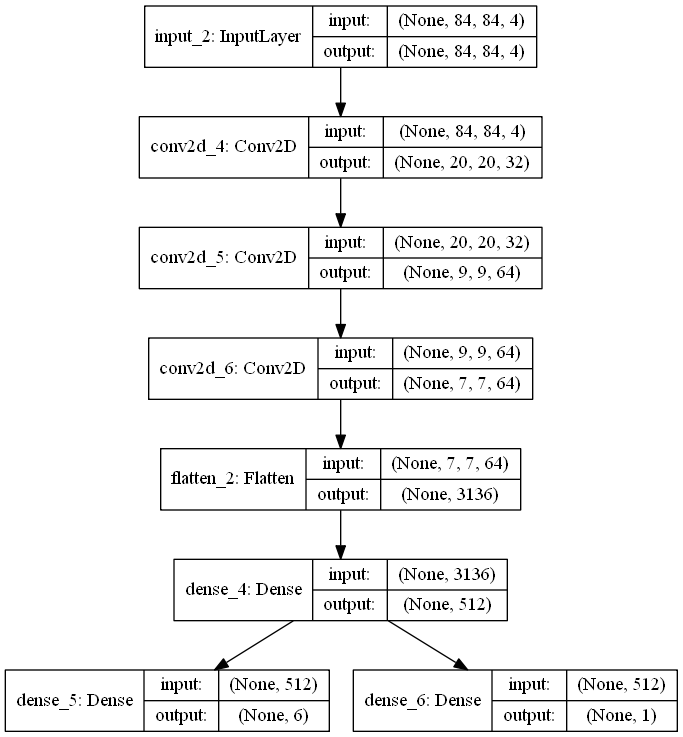 input_2: InputLayer
input:
(None, 84, 84, 4)
output:
(None, 84, 84, 4)
conv2d_4: Conv2D
input:
(None, 84, 84, 4)
output:
(None, 20, 20, 32)
conv2d_5: Conv2D
input:
(None, 20, 20, 32)
output:
(None, 9, 9, 64)
conv2d_6: Conv2D
input:
(None, 9, 9, 64)
output:
(None, 7, 7, 64)
flatten_2: Flatten
input:
(None, 7, 7, 64)
output:
(None, 3136)
dense_4: Dense
input:
(None, 3136)
output:
(None, 512)
dense_5: Dense
input:
(None, 512)
output:
(None, 6)
dense_6: Dense
input:
(None, 512)
output:
(None, 1)